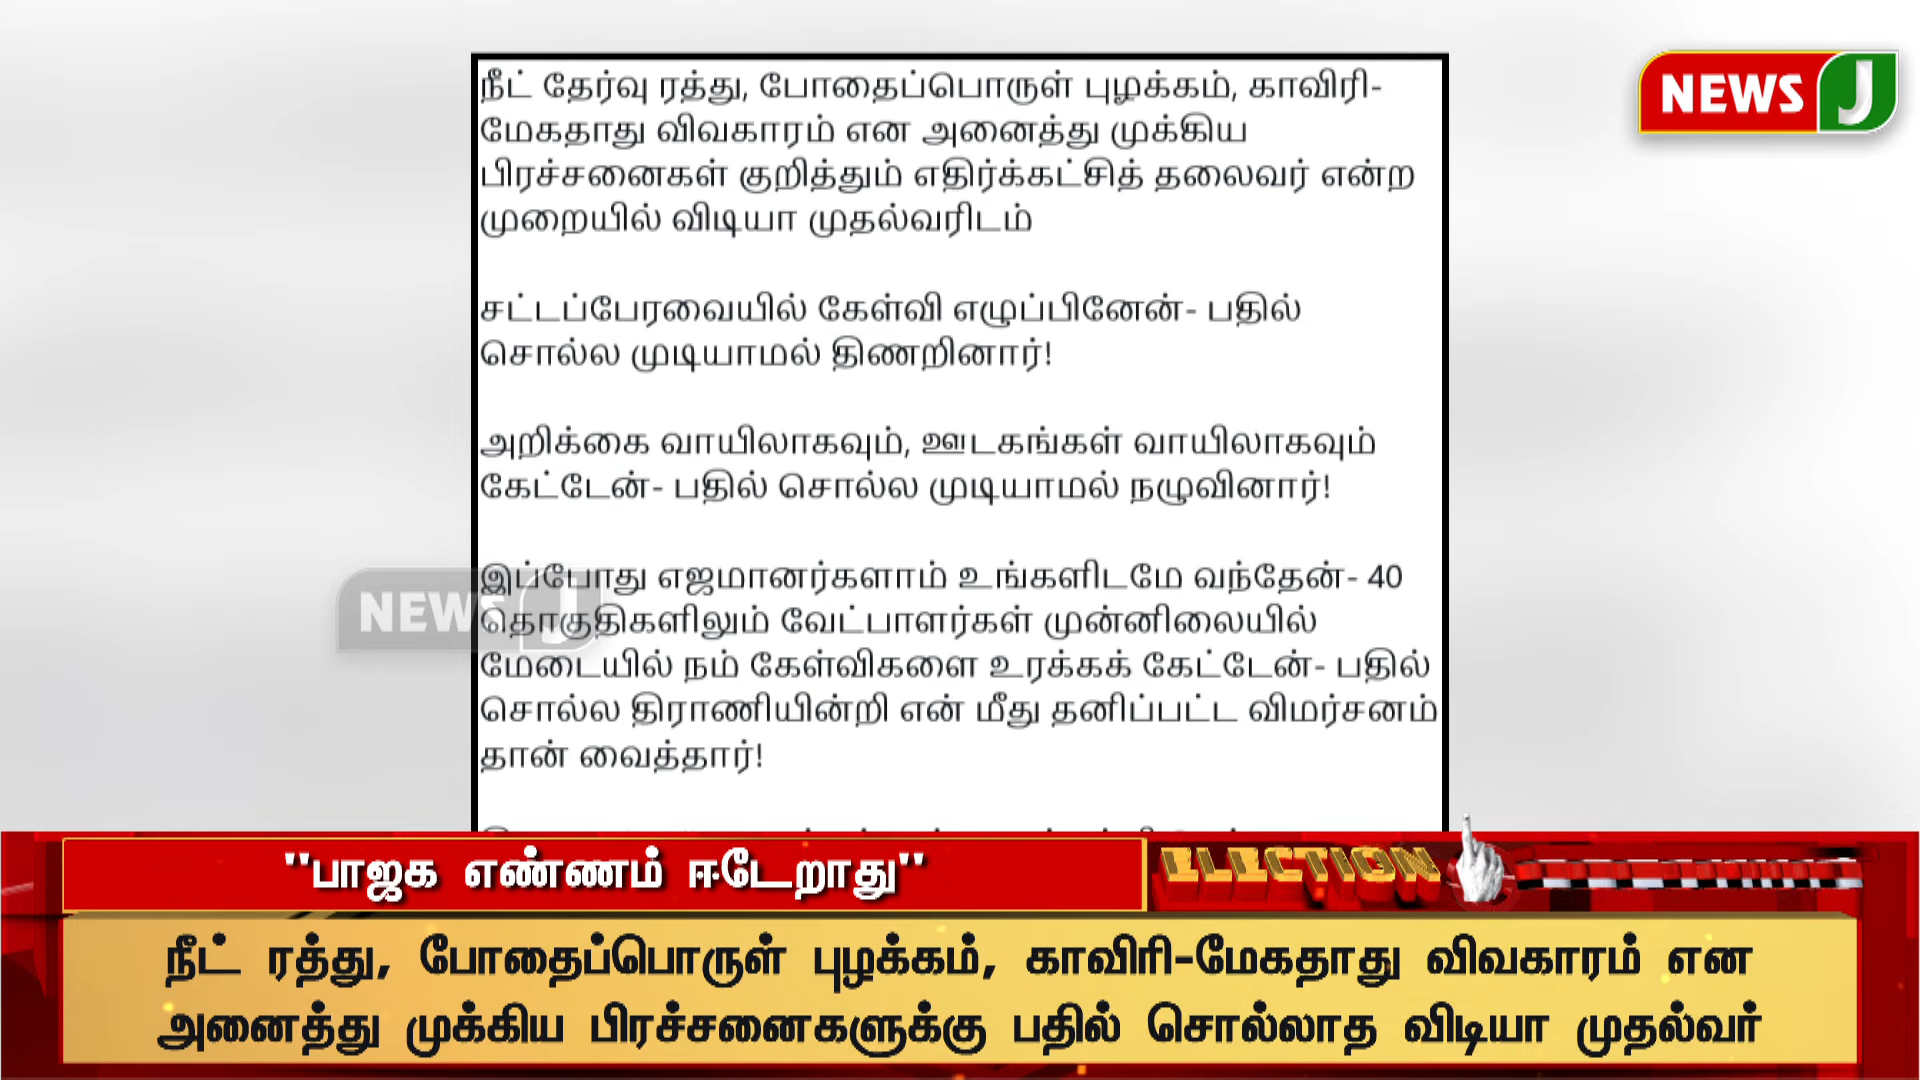 NEWS J
நீட் தேர்வு ரத்து, போதைப்பொருள் புழக்கம், காவிரி-
மேகதாது விவகாரம் என அனைத்து முக்கிய
பிரச்சனைகள் குறித்தும் எதிர்க்கட்சித் தலைவர் என்ற
முறையில் விடியா முதல்வரிடம்
சட்டப்பேரவையில் கேள்வி எழுப்பினேன்- பதில்
சொல்ல முடியாமல் திணறினார்!
அறிக்கை வாயிலாகவும், ஊடகங்கள் வாயிலாகவும்
கேட்டேன்- பதில் சொல்ல முடியாமல் நழுவினார்!
இப்போது எஜமானர்களாம் உங்களிடமே வந்தேன்- 40
தொகுதிகளிலும் வேட்பாளர்கள் முன்னிலையில்
மேடையில் நம் கேள்விகளை உரக்கக் கேட்டேன்- பதில்
சொல்ல திராணியின்றி என் மீது தனிப்பட்ட விமர்சனம்
தான் வைத்தார்!
NEWS J
"பாஜக எண்ணம் ஈடேறாது"
ELECTION
நீட் ரத்து, போதைப்பொருள் புழக்கம், காவிரி-மேகதாது விவகாரம் என
அனைத்து முக்கிய பிரச்சனைகளுக்கு பதில் சொல்லாத விடியா முதல்வர்